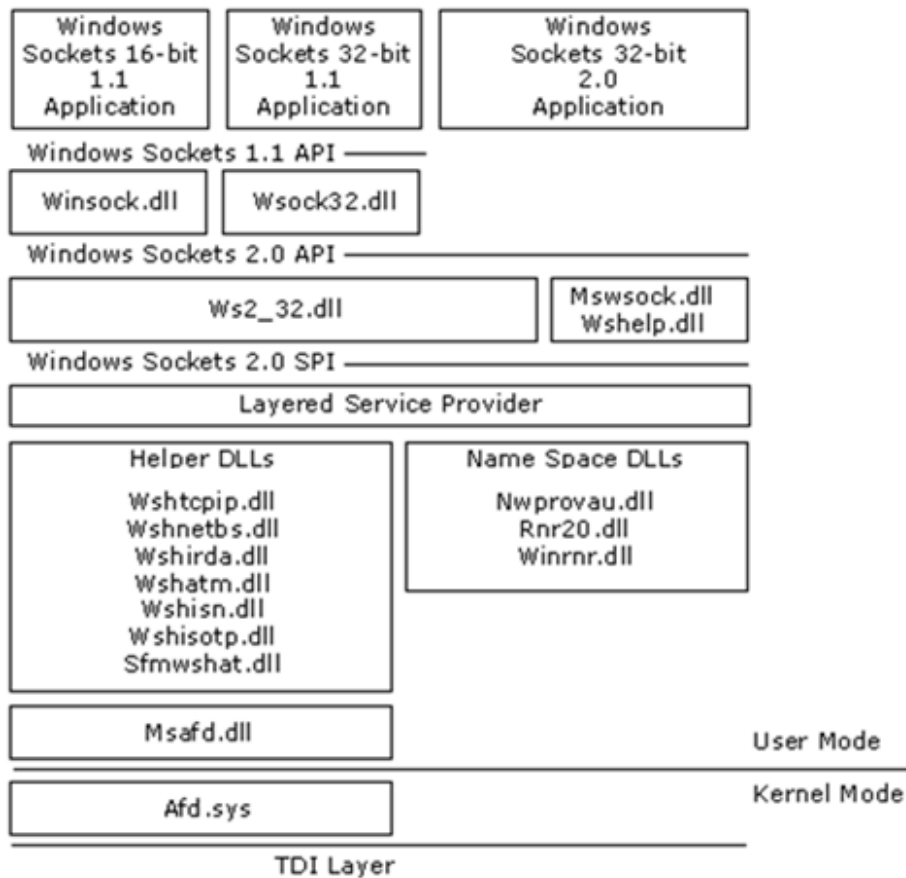 Windows
Sockets 16-bit
1.1
Application
Windows
Sockets 32-bit
1.1
Application
Windows
Sockets 32-bit
2.0
Application
Windows Sockets 1.1 API
Winsock.dll
Wsock32.dll
Windows Sockets 2.0 API
Ws2_32.dll
Mswsock.dll
Wshelp.dll
Windows Sockets 2.0 SPI
Layered Service Provider
Helper DLLs
Wshtcpip.dll
Wshnetbs.dll
Wshirda.dll
Wshatm.dll
Wshisn.dll
Wshisotp.dll
Sfmwshat.dll
Name Space DLLs
Nwprovau.dll
Rnr20.dll
Winrnr.dll
Msafd.dll
User Mode
Kernel Mode
Afd.sys
TDI Layer